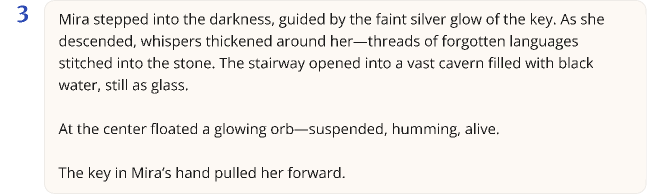 3
Mira stepped into the darkness, guided by the faint silver glow of the key. As she
descended, whispers thickened around her—threads of forgotten languages
stitched into the stone. The stairway opened into a vast cavern filled with black
water, still as glass.
At the center floated a glowing orb—suspended, humming, alive.
The key in Mira’s hand pulled her forward.